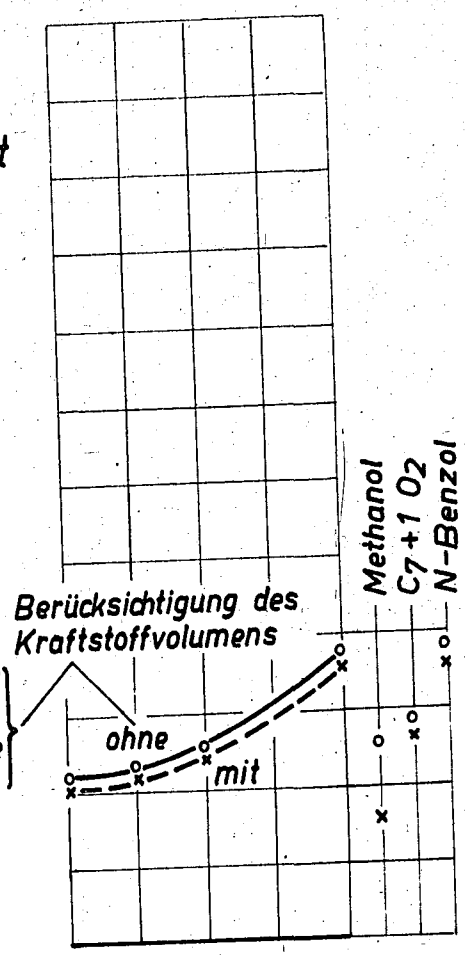 t
Methanol
C7 + 1 O2
N-Benzol
Berücksichtigung des
Kraftstoffvolumens
ohne
mit